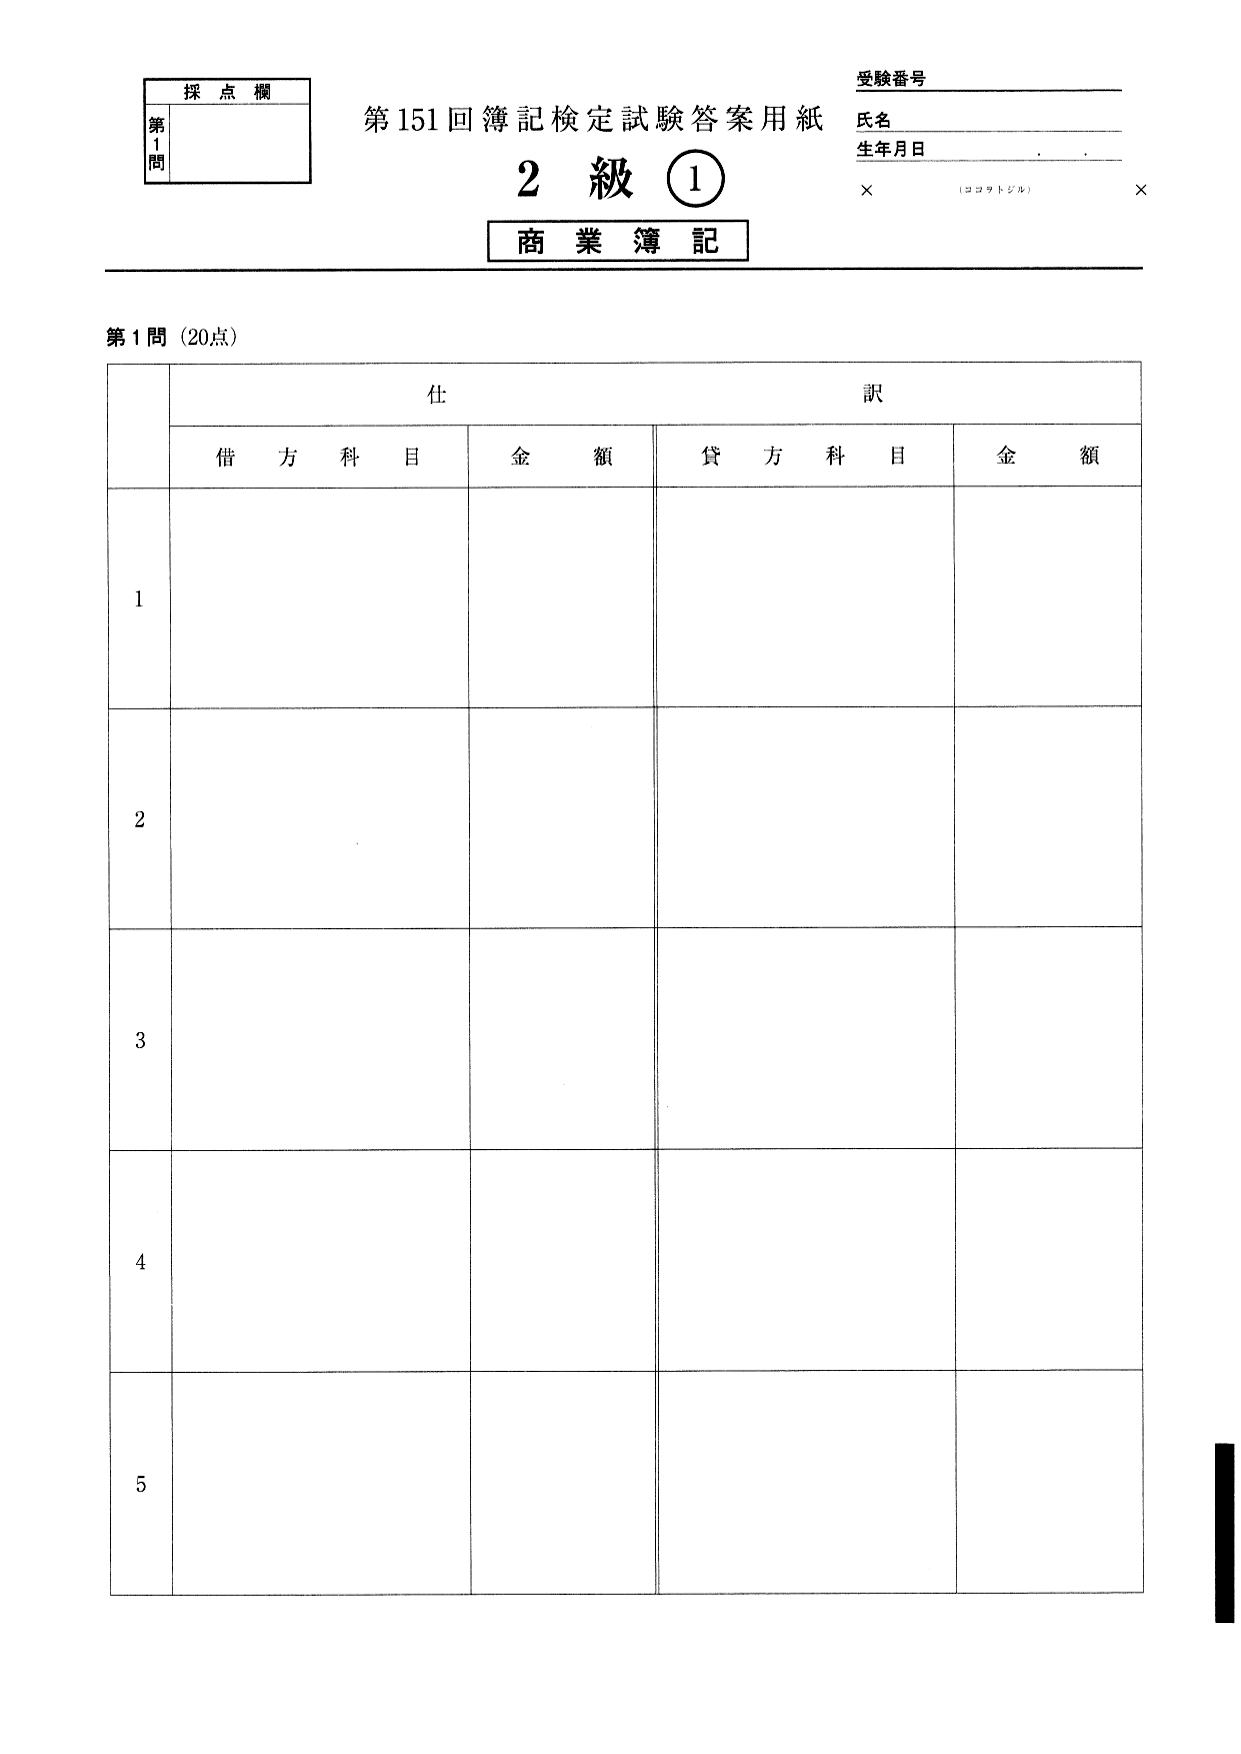 採点欄
第1問
第151回簿記検定試験答案用紙
2級①
商業簿記
受験番号
氏名
生年月日 . .
× (ココヲトジル) ×
第1問(20点)
仕訳
借方科目 金額 貸方科目 金額
1
2
3
4
5